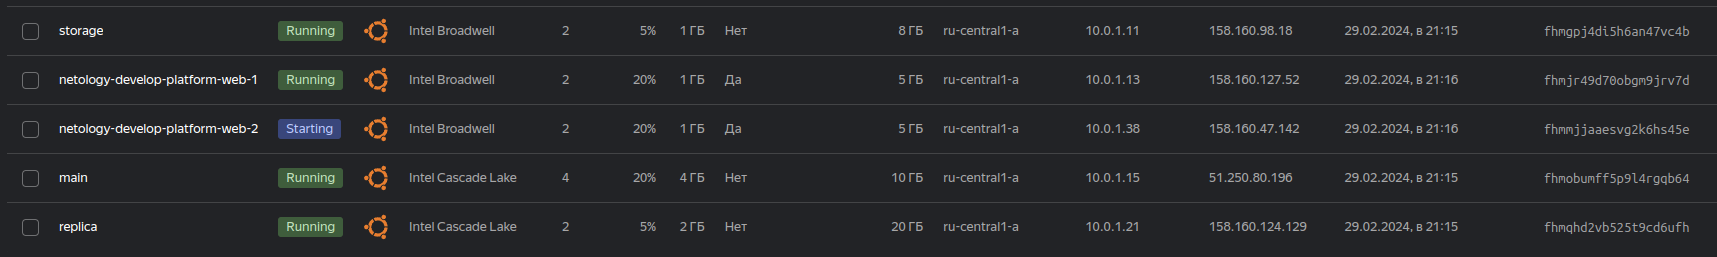 storage Running Intel Broadwell 2 5% 1 ГБ Нет 8 ГБ ru-central1-a 10.0.1.11 158.160.98.18 29.02.2024, в 21:15 fhmgpj4di5h6an47vc4b
netology-develop-platform-web-1 Running Intel Broadwell 2 20% 1 ГБ Да 5 ГБ ru-central1-a 10.0.1.13 158.160.127.52 29.02.2024, в 21:16 fhmjr49d70obgm9jrv7d
netology-develop-platform-web-2 Starting Intel Broadwell 2 20% 1 ГБ Да 5 ГБ ru-central1-a 10.0.1.38 158.160.47.142 29.02.2024, в 21:16 fhmmjjaaesvg2k6hs45e
main Running Intel Cascade Lake 4 20% 4 ГБ Нет 10 ГБ ru-central1-a 10.0.1.15 51.250.80.196 29.02.2024, в 21:15 fhmobumff5p9l4rgqb64
replica Running Intel Cascade Lake 2 5% 2 ГБ Нет 20 ГБ ru-central1-a 10.0.1.21 158.160.124.129 29.02.2024, в 21:15 fhmqhd2vb525t9cd6ufh